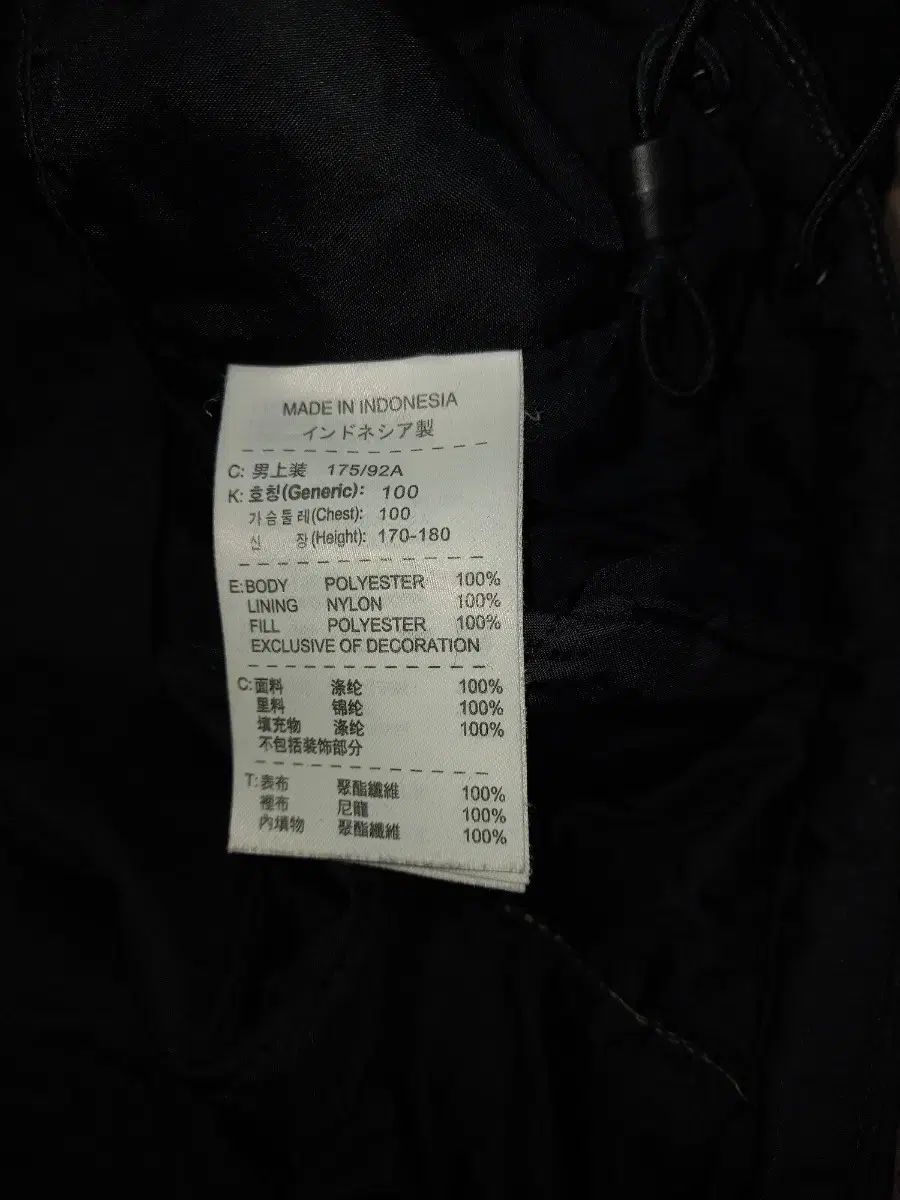 MADE IN INDONESIA
インドネシア製
C: 男上装 175/92A
K: 호칭(Generic): 100
가슴둘레(Chest): 100
신 장(Height): 170-180
E: BODY POLYESTER 100%
LINING NYLON 100%
FILL POLYESTER 100%
EXCLUSIVE OF DECORATION
C: 面料 涤纶 100%
里料 锦纶 100%
填充物 涤纶 100%
不包括装饰部分
T: 表布 聚酯纖維 100%
裡布 尼龍 100%
內填物 聚酯纖維 100%